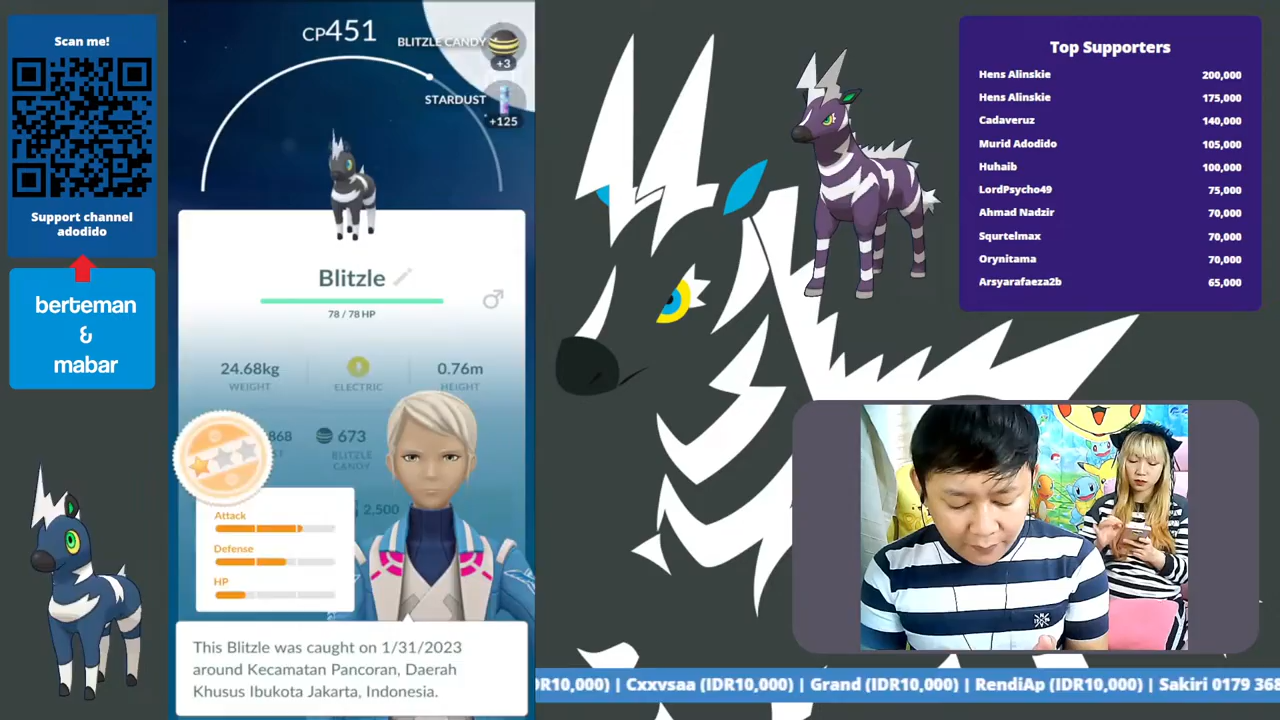 Scan me!
Support channel
adodido
berteman
&
mabar
CP451
BLITZLE CANDY
+3
STARDUST
+125
Blitzle
78 / 78 HP
24.68kg
WEIGHT
ELECTRIC
0.76m
HEIGHT
868
673
BLITZLE
CANDY
2,500
Attack
Defense
HP
This Blitzle was caught on 1/31/2023
around Kecamatan Pancoran, Daerah
Khusus Ibukota Jakarta, Indonesia.
Top Supporters
Hens Alinskie 200,000
Hens Alinskie 175,000
Cadaveruz 140,000
Murid Adodido 105,000
Huhaib 100,000
LordPsycho49 75,000
Ahmad Nadzir 70,000
Squrtelmax 70,000
Orynitama 70,000
Arsyarafaeza2b 65,000
DR10,000) | Cxxvsaa (IDR10,000) | Grand (IDR10,000) | RendiAp (IDR10,000) | Sakiri 0179 368